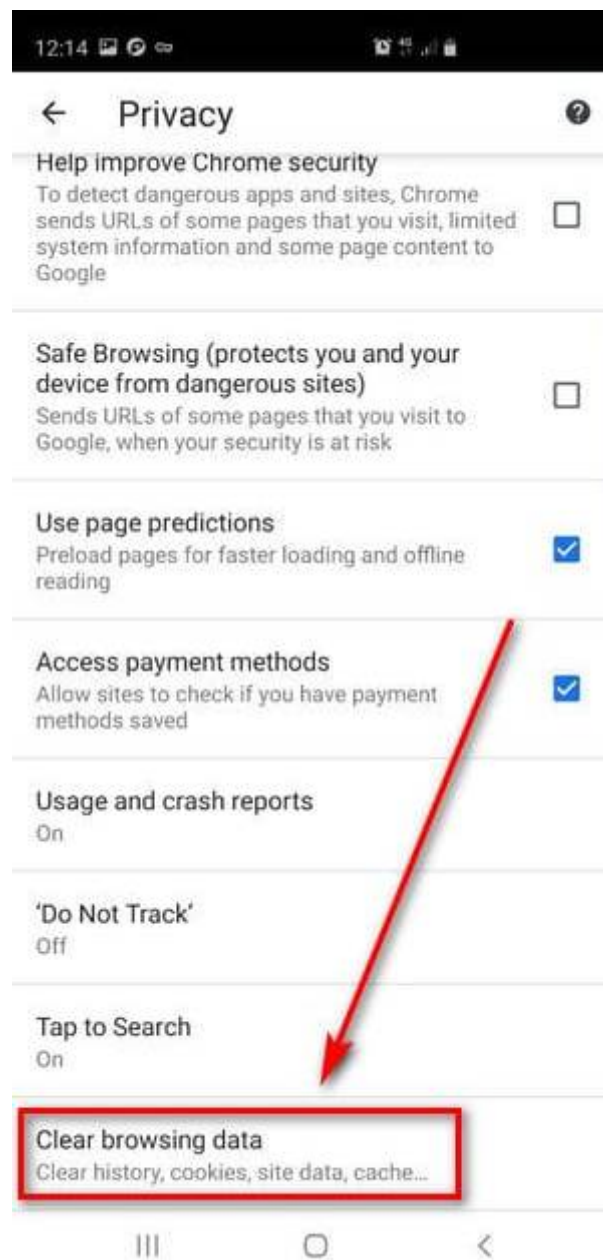 12:14
Privacy
Help improve Chrome security
To detect dangerous apps and sites, Chrome
sends URLs of some pages that you visit, limited
system information and some page content to
Google
Safe Browsing (protects you and your
device from dangerous sites)
Sends URLs of some pages that you visit to
Google, when your security is at risk
Use page predictions
Preload pages for faster loading and offline
reading
Access payment methods
Allow sites to check if you have payment
methods saved
Usage and crash reports
On
‘Do Not Track’
Off
Tap to Search
On
Clear browsing data
Clear history, cookies, site data, cache...